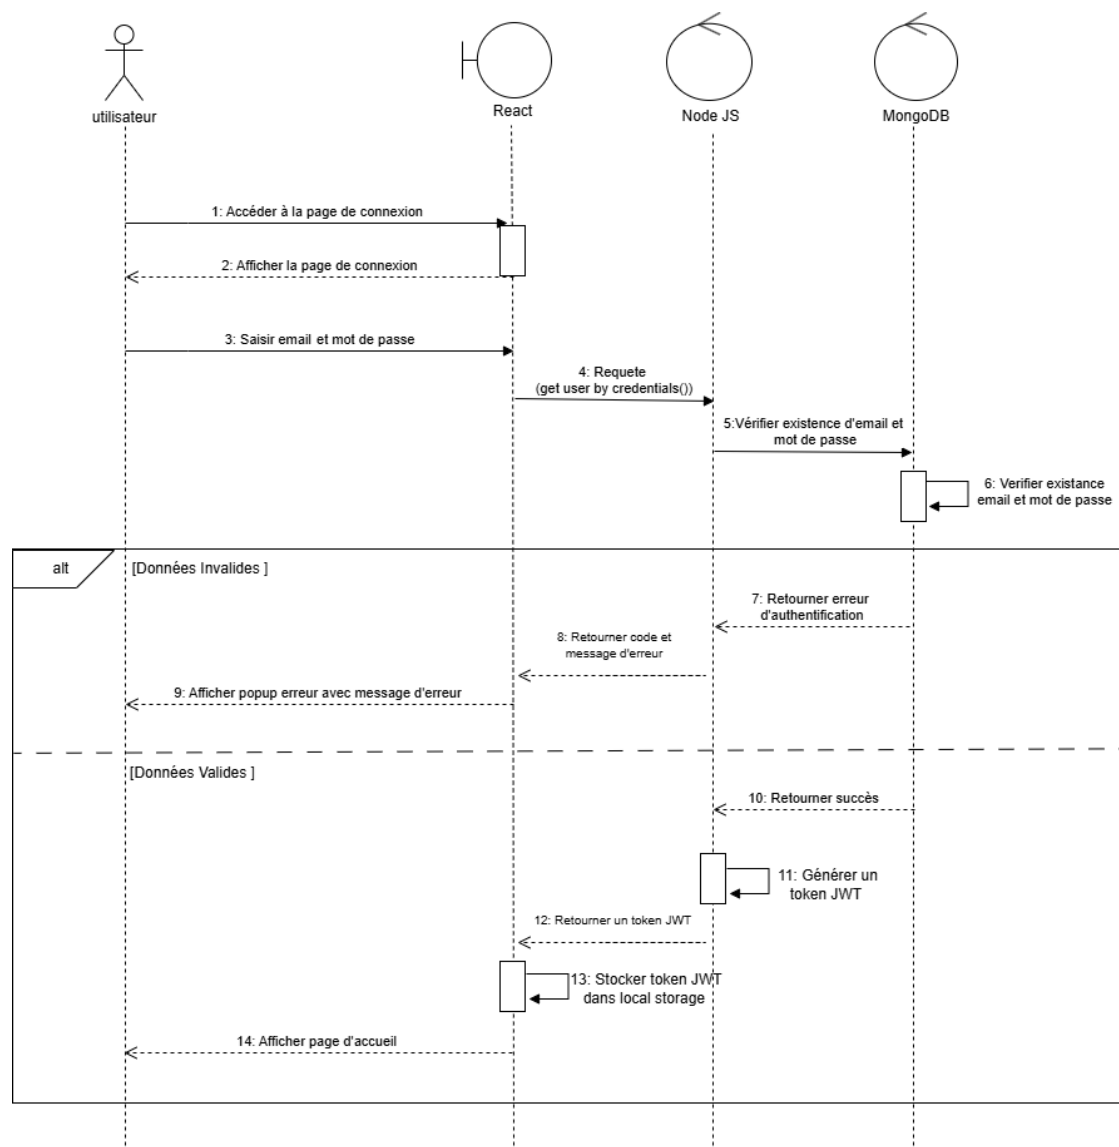 utilisateur
React
Node JS
MongoDB
1: Accéder à la page de connexion
2: Afficher la page de connexion
3: Saisir email et mot de passe
4: Requete
(get user by credentials())
5:Vérifier existence d'email et
mot de passe
6: Verifier existance
email et mot de passe
alt
[Données Invalides ]
7: Retourner erreur
d'authentification
8: Retourner code et
message d'erreur
9: Afficher popup erreur avec message d'erreur
[Données Valides ]
10: Retourner succès
11: Générer un
token JWT
12: Retourner un token JWT
13: Stocker token JWT
dans local storage
14: Afficher page d'accueil